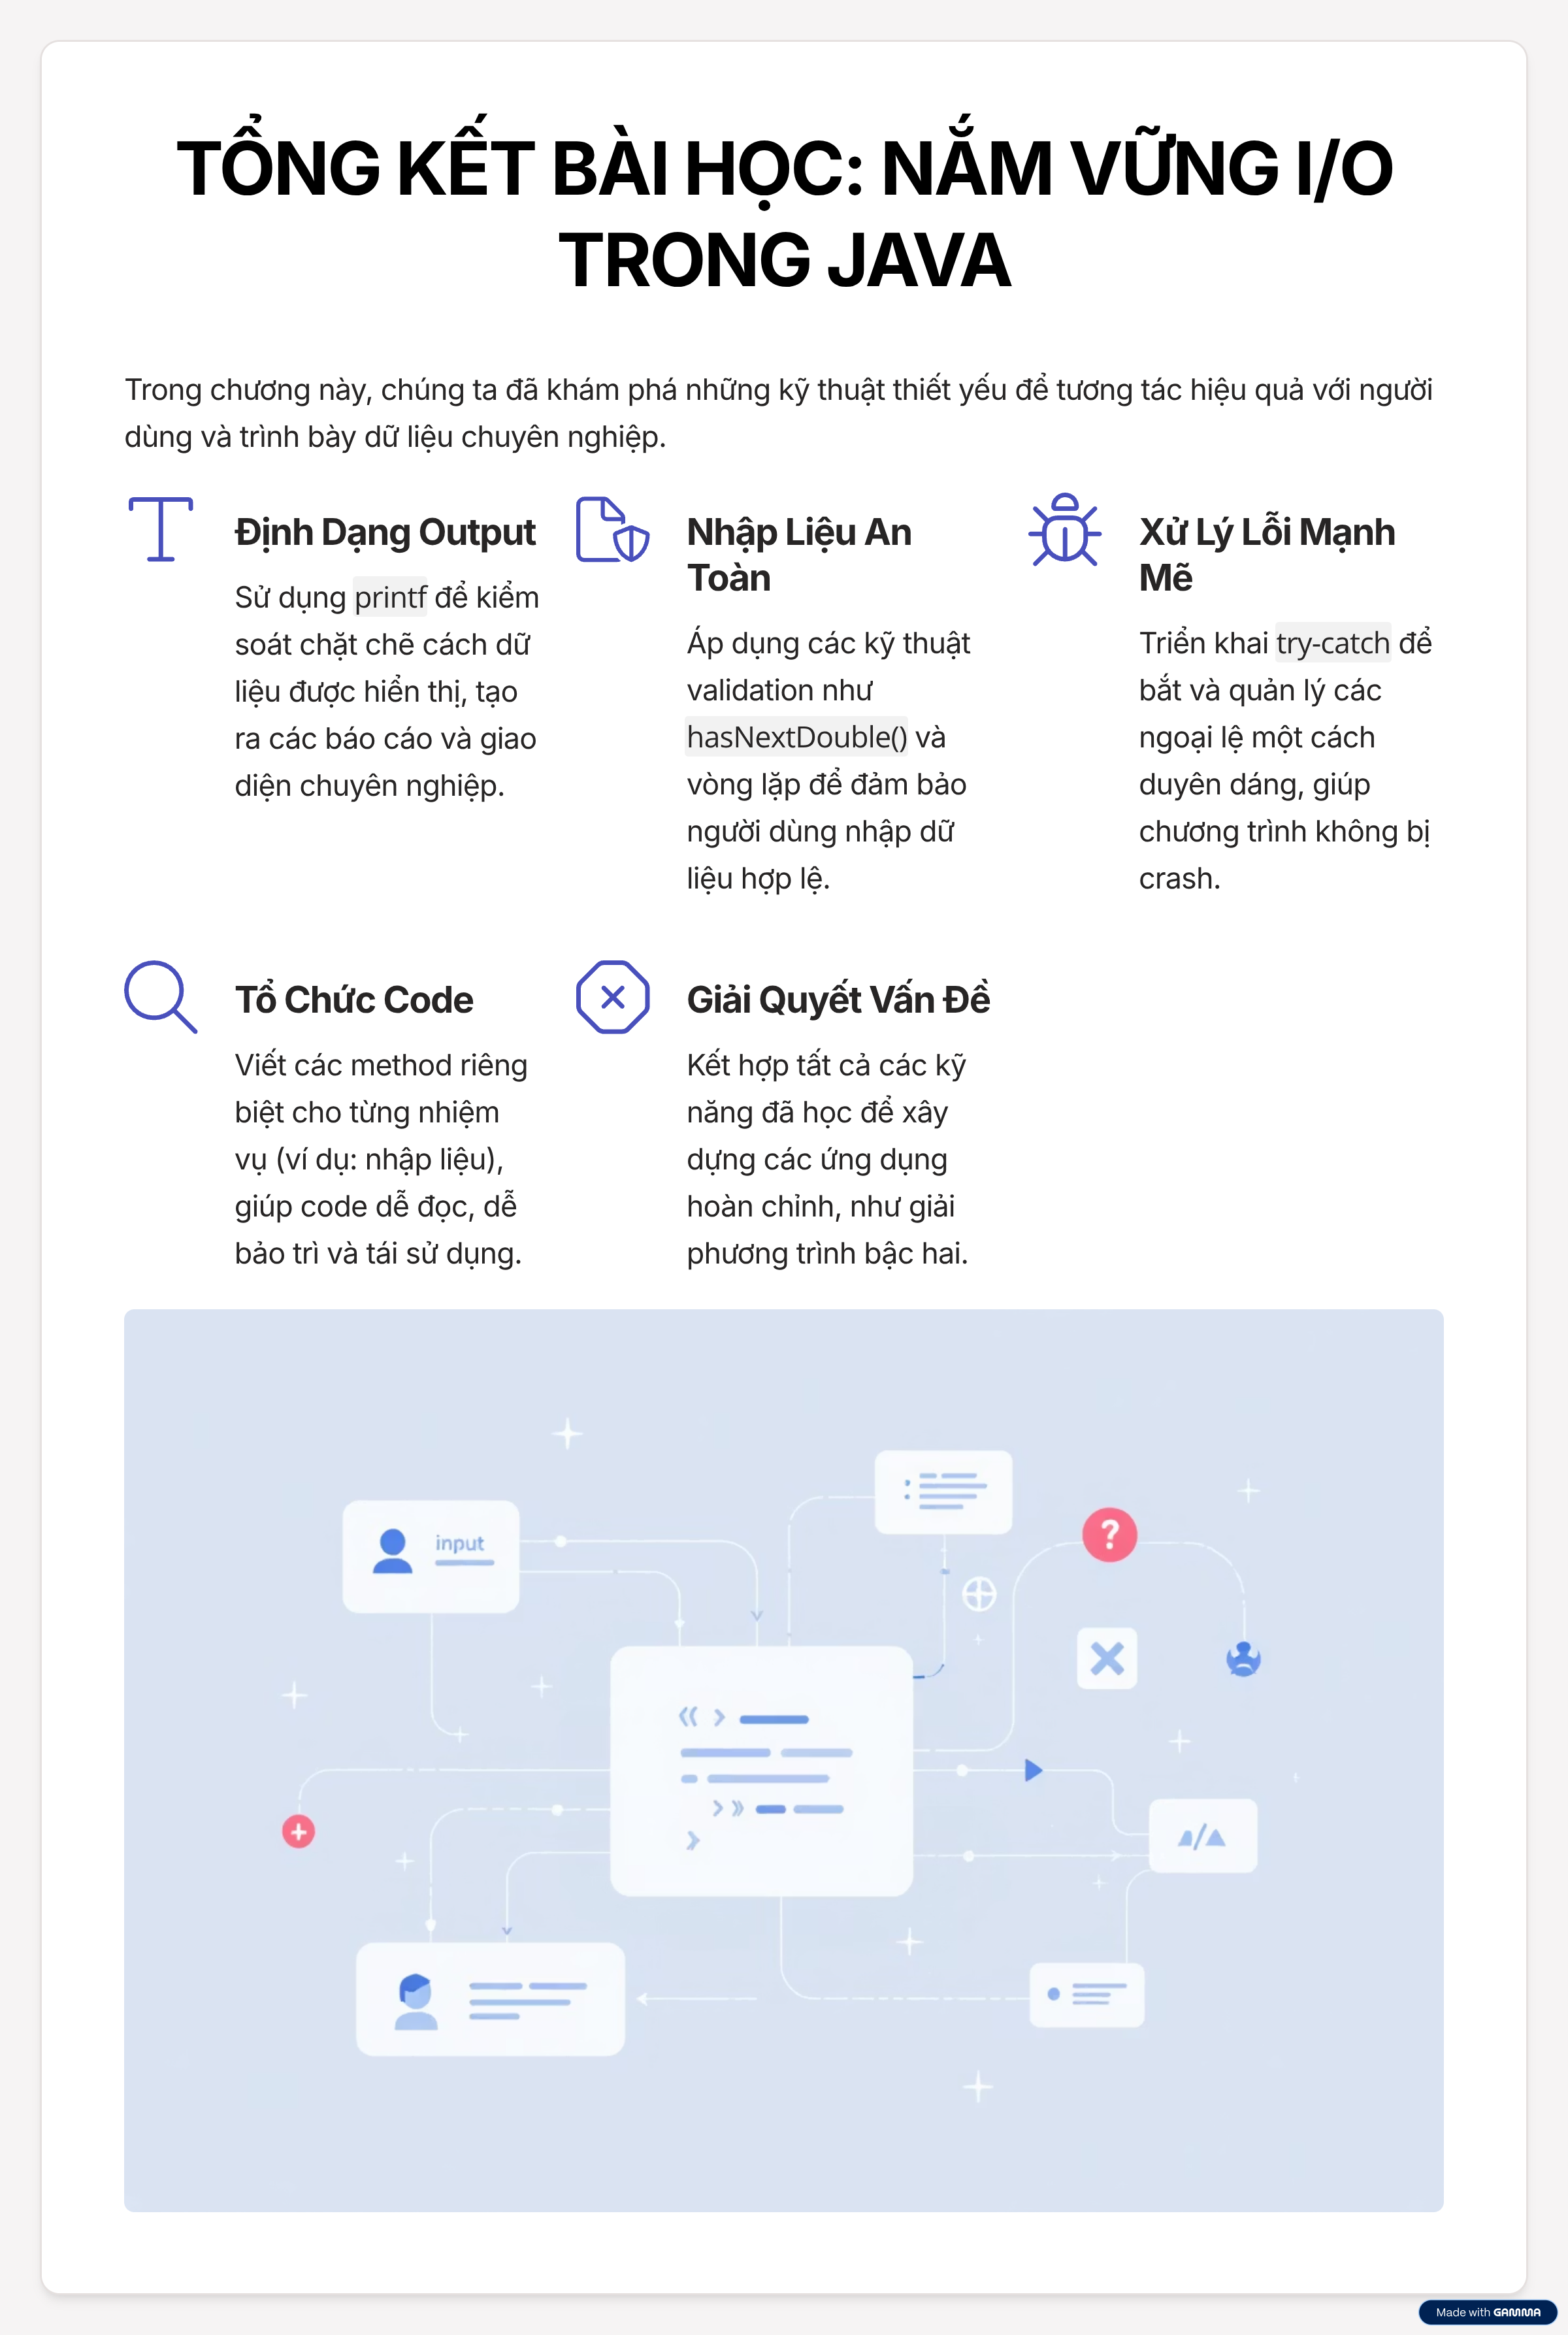 TỔNG KẾT BÀI HỌC: NẮM VỮNG I/O
TRONG JAVA
Trong chương này, chúng ta đã khám phá những kỹ thuật thiết yếu để tương tác hiệu quả với người
dùng và trình bày dữ liệu chuyên nghiệp.
Định Dạng Output
Sử dụng printf để kiểm
soát chặt chẽ cách dữ
liệu được hiển thị, tạo
ra các báo cáo và giao
diện chuyên nghiệp.
Nhập Liệu An
Toàn
Áp dụng các kỹ thuật
validation như
hasNextDouble() và
vòng lặp để đảm bảo
người dùng nhập dữ
liệu hợp lệ.
Xử Lý Lỗi Mạnh
Mẽ
Triển khai try-catch để
bắt và quản lý các
ngoại lệ một cách
duyên dáng, giúp
chương trình không bị
crash.
Tổ Chức Code
Viết các method riêng
biệt cho từng nhiệm
vụ (ví dụ: nhập liệu),
giúp code dễ đọc, dễ
bảo trì và tái sử dụng.
Giải Quyết Vấn Đề
Kết hợp tất cả các kỹ
năng đã học để xây
dựng các ứng dụng
hoàn chỉnh, như giải
phương trình bậc hai.
input
?
Made with GAMMA